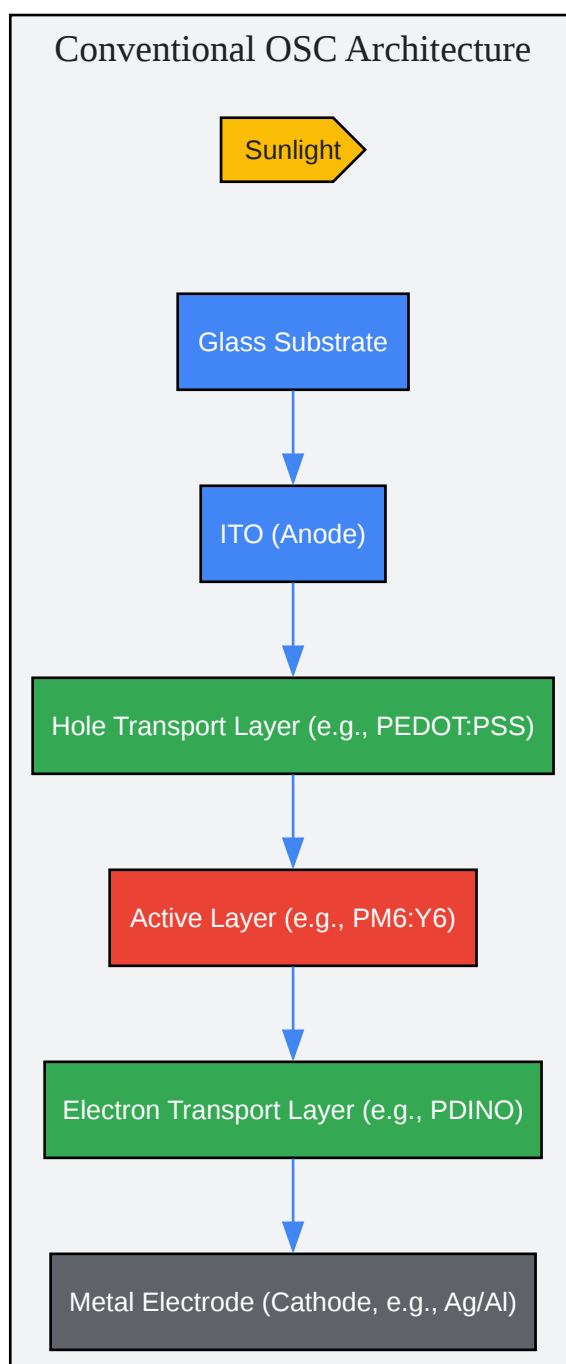 Conventional OSC Architecture
Sunlight
Glass Substrate
ITO (Anode)
Hole Transport Layer (e.g., PEDOT:PSS)
Active Layer (e.g., PM6:Y6)
Electron Transport Layer (e.g., PDINO)
Metal Electrode (Cathode, e.g., Ag/Al)